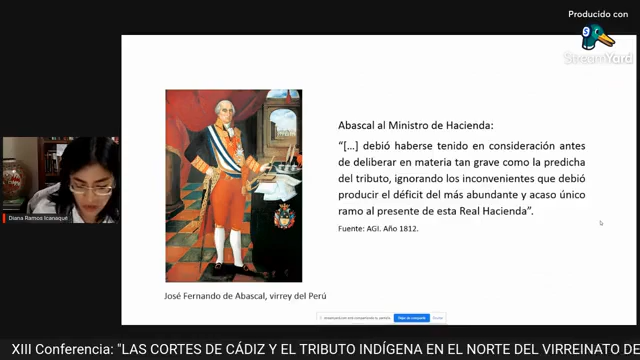 Producido con
StreamYard
Abascal al Ministro de Hacienda:
“[…] debió haberse tenido en consideración antes
de deliberar en materia tan grave como la predicha
del tributo, ignorando los inconvenientes que debió
producir el déficit del más abundante y acaso único
ramo al presente de esta Real Hacienda”.
Fuente: AGI. Año 1812.
Diana Ramos Icanaqué
José Fernando de Abascal, virrey del Perú
XIII Conferencia: "LAS CORTES DE CÁDIZ Y EL TRIBUTO INDÍGENA EN EL NORTE DEL VIRREINATO DE